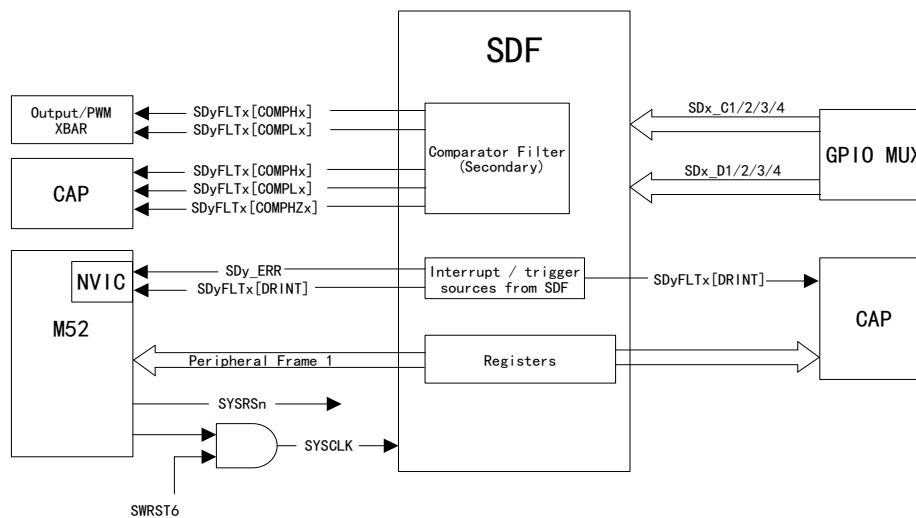 SDF
Output/PWM
XBAR
SDyFLTx[COMPHx]
SDyFLTx[COMPLx]
CAP
SDyFLTx[COMPHx]
SDyFLTx[COMPLx]
SDyFLTx[COMPHZx]
Comparator Filter
(Secondary)
SDx_C1/2/3/4
SDx_D1/2/3/4
GPIO MUX
NVIC
M52
SDy_ERR
SDyFLTx[DRINT]
Interrupt / trigger
sources from SDF
SDyFLTx[DRINT]
CAP
Peripheral Frame 1
Registers
SYSRSn
SYSCLK
SWRST6